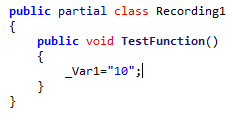 public partial class Recording1
{
public void TestFunction()
{
_Var1="10";
}
}